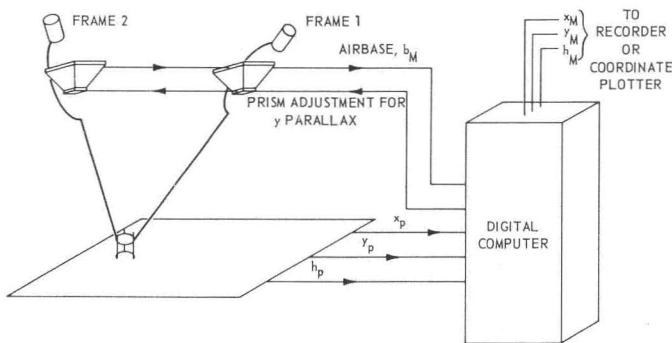 FRAME 2
FRAME 1
AIRBASE, b_M
PRISM ADJUSTMENT FOR
y PARALLAX
x_M
y_M
h_M
TO
RECORDER
OR
COORDINATE
PLOTTER
x_p
y_p
h_p
DIGITAL
COMPUTER